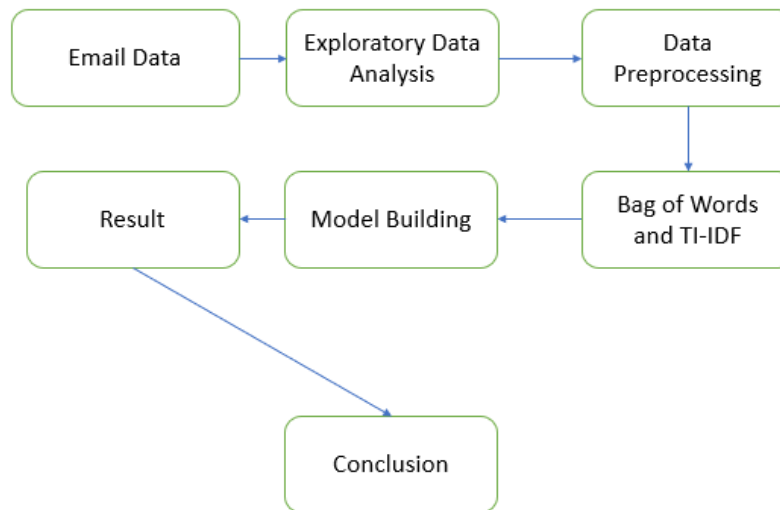 Email Data
Exploratory Data
Analysis
Data
Preprocessing
Bag of Words
and TI-IDF
Model Building
Result
Conclusion